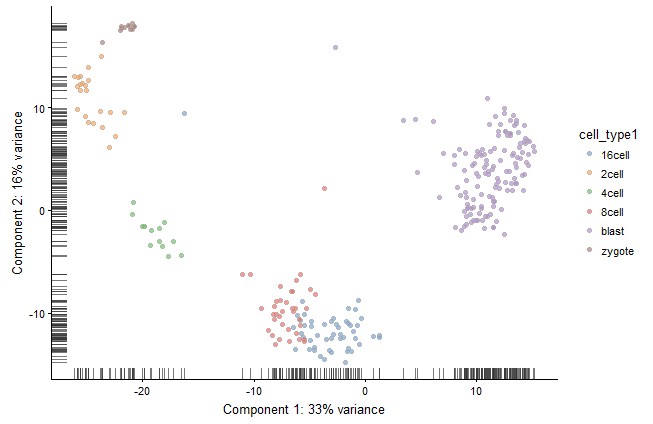 10
0
-10
Component 2: 16% variance
-20
-10
0
10
Component 1: 33% variance
cell_type1
16cell
2cell
4cell
8cell
blast
zygote